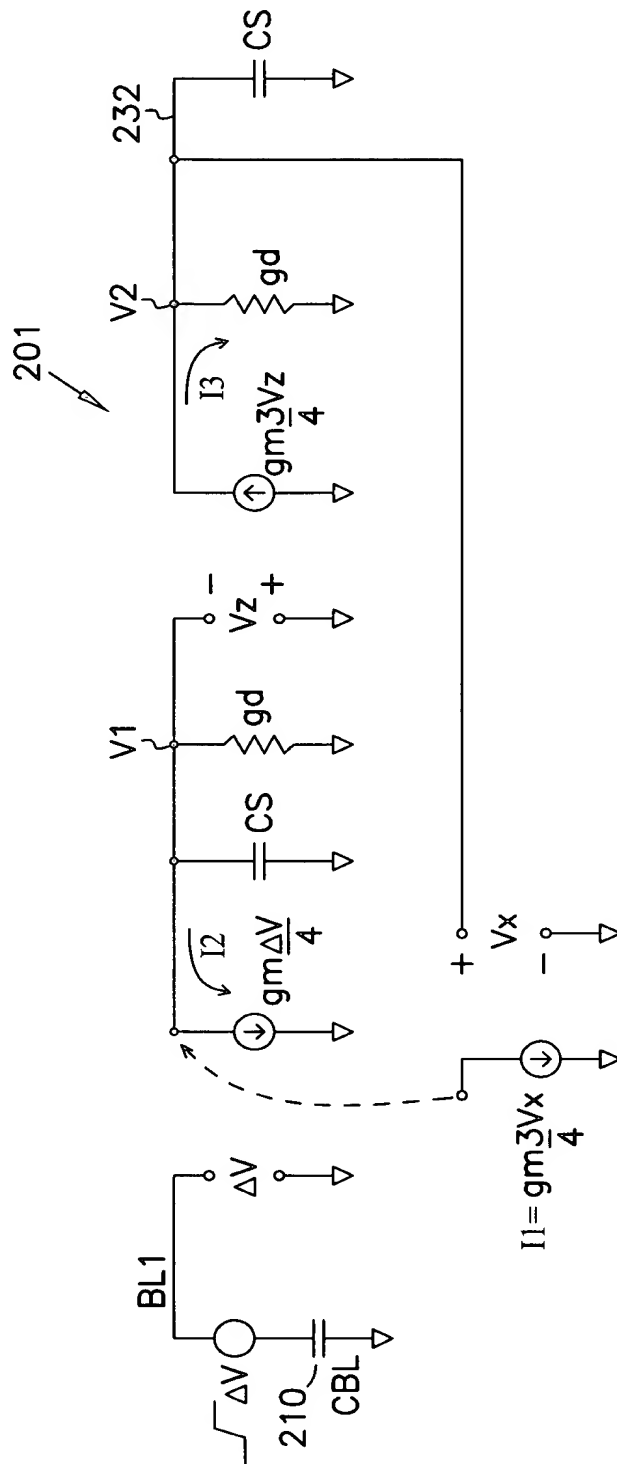 201
BL1
ΔV
210
CBL
ΔV
I1= gm3Vx
4
I2
gmΔV
4
CS
V1
gd
-
Vz
+
+
Vx
-
I3
gm3Vz
4
V2
gd
232
CS